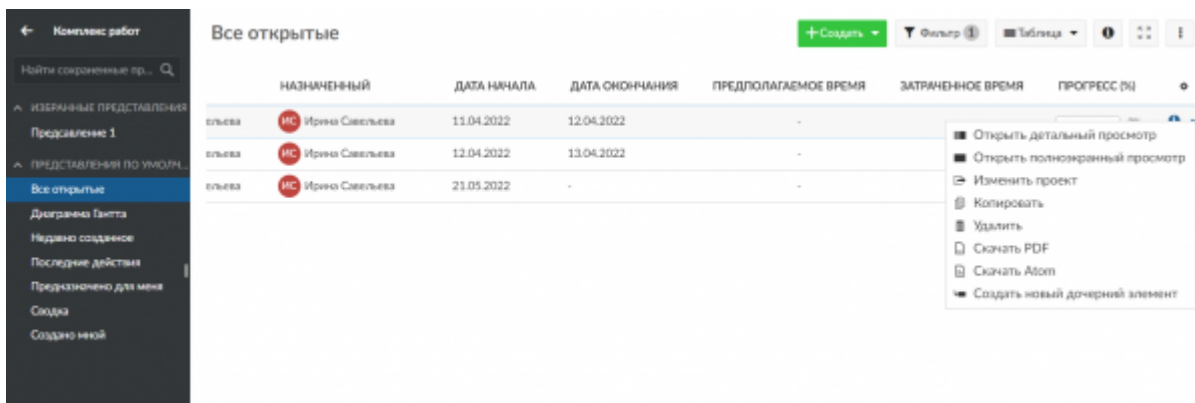 Комплекс работ
Все открытые
Создать
Фильтр 1
Таблица
Найти сохраненные пр...
НАЗНАЧЕННЫЙ ДАТА НАЧАЛА ДАТА ОКОНЧАНИЯ ПРЕДПОЛАГАЕМОЕ ВРЕМЯ ЗАТРАЧЕННОЕ ВРЕМЯ ПРОГРЕСС (%)
ИЗБРАННЫЕ ПРЕДСТАВЛЕНИЯ
Предсавление 1
ПРЕДСТАВЛЕНИЯ ПО УМОЛЧ...
Все открытые
Диаграмма Гантта
Недавно созданное
Последние действия
Предназначено для меня
Сводка
Создано мной
ельева ИС Ирина Савельева 11.04.2022 12.04.2022 -
ельева ИС Ирина Савельева 12.04.2022 13.04.2022 -
ельева ИС Ирина Савельева 21.05.2022 - -
Открыть детальный просмотр
Открыть полноэкранный просмотр
Изменить проект
Копировать
Удалить
Скачать PDF
Скачать Atom
Создать новый дочерний элемент